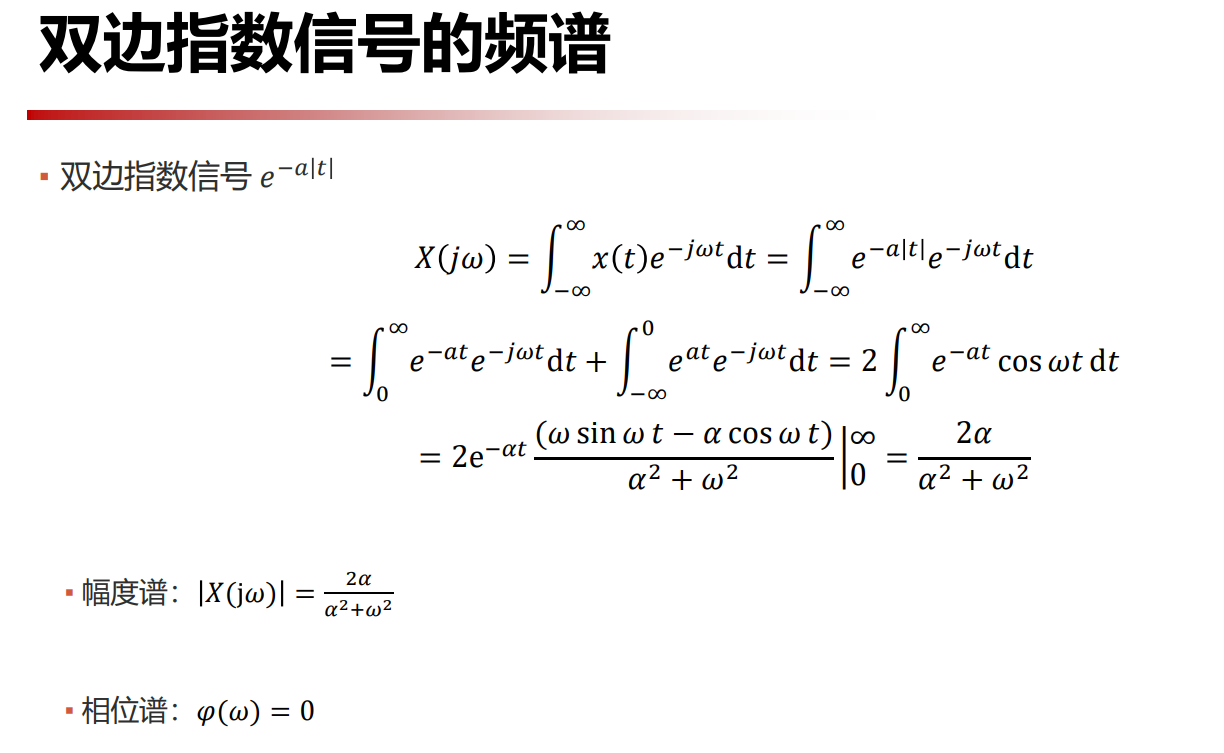 双边指数信号的频谱
▪ 双边指数信号 $e^{-a|t|}$
$X(j\omega) = \int_{-\infty}^{\infty} x(t)e^{-j\omega t}\mathrm{d}t = \int_{-\infty}^{\infty} e^{-a|t|}e^{-j\omega t}\mathrm{d}t$
$= \int_{0}^{\infty} e^{-at}e^{-j\omega t}\mathrm{d}t + \int_{-\infty}^{0} e^{at}e^{-j\omega t}\mathrm{d}t = 2\int_{0}^{\infty} e^{-at}\cos\omega t\,\mathrm{d}t$
$= 2\mathrm{e}^{-\alpha t}\frac{(\omega\sin\omega t - \alpha\cos\omega t)}{\alpha^2+\omega^2}\Big|_{0}^{\infty} = \frac{2\alpha}{\alpha^2+\omega^2}$
▪ 幅度谱：$|X(\mathrm{j}\omega)| = \frac{2\alpha}{\alpha^2+\omega^2}$
▪ 相位谱：$\varphi(\omega) = 0$